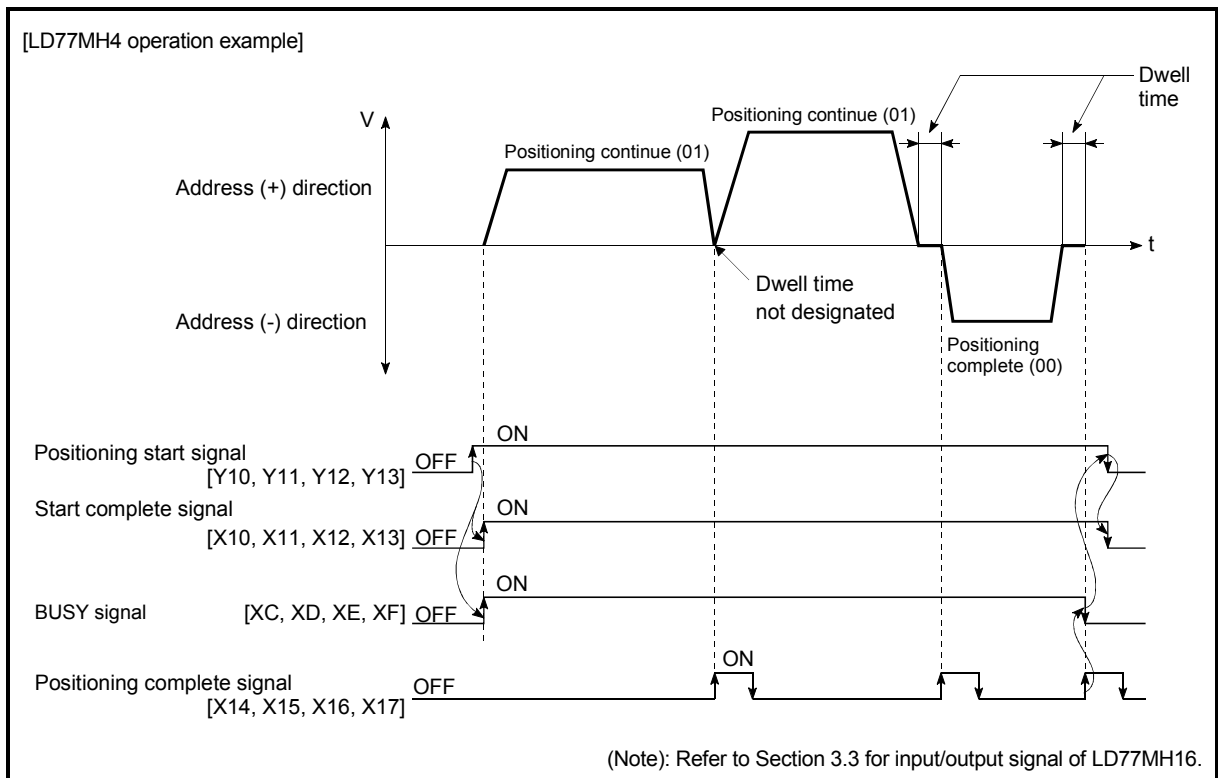 [LD77MH4 operation example]
Dwell
time
V
Positioning continue (01)
Positioning continue (01)
Address (+) direction
t
Dwell time
not designated
Address (-) direction
Positioning
complete (00)
ON
Positioning start signal
OFF
[Y10, Y11, Y12, Y13]
Start complete signal
ON
[X10, X11, X12, X13] OFF
ON
BUSY signal [XC, XD, XE, XF] OFF
ON
Positioning complete signal OFF
[X14, X15, X16, X17]
(Note): Refer to Section 3.3 for input/output signal of LD77MH16.